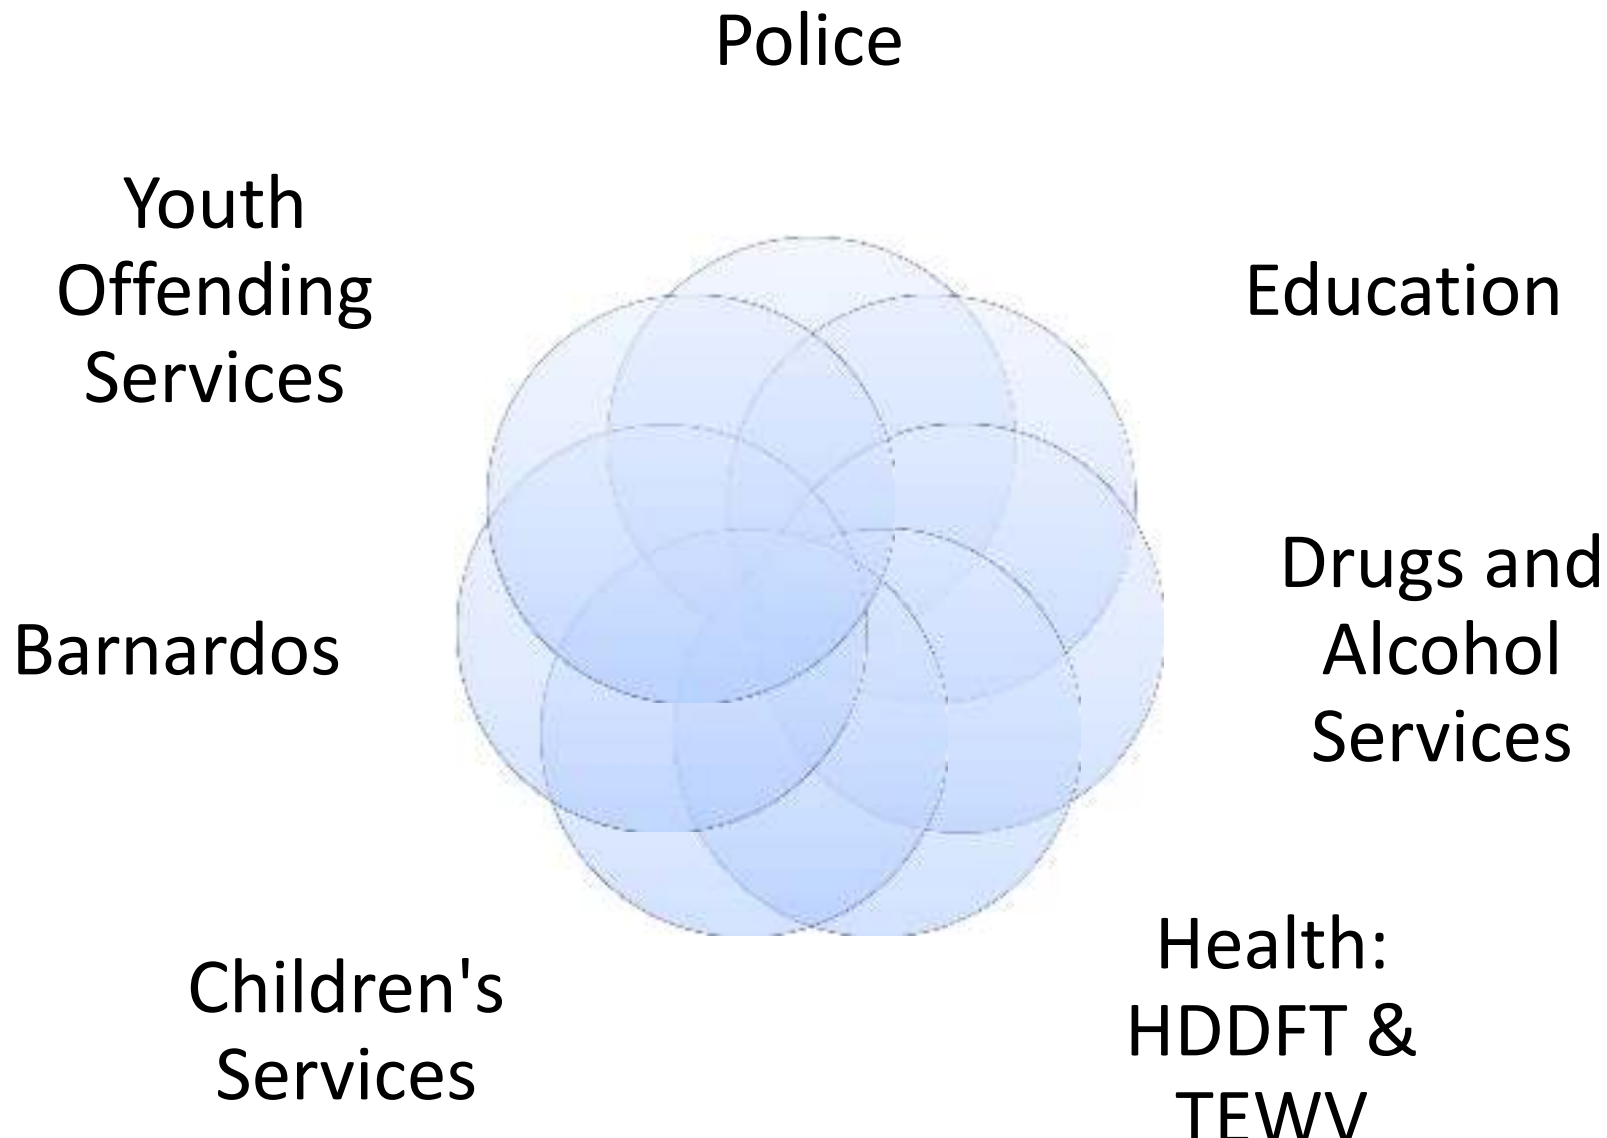 Police
Youth
Offending
Services
Education
Drugs and
Alcohol
Services
Barnardos
Children's
Services
Health:
HDDFT &
TEWV